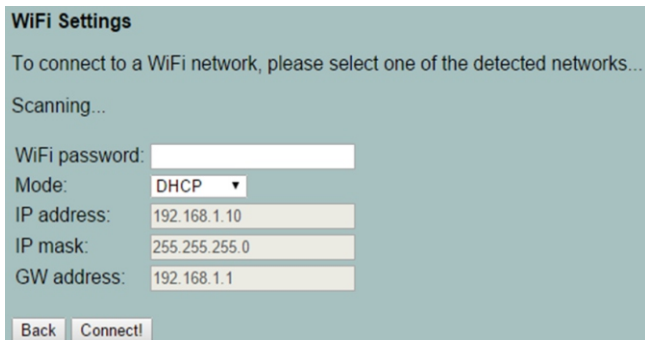 WiFi Settings
To connect to a WiFi network, please select one of the detected networks...
Scanning...
WiFi password:
Mode: DHCP
IP address: 192.168.1.10
IP mask: 255.255.255.0
GW address: 192.168.1.1
Back Connect!